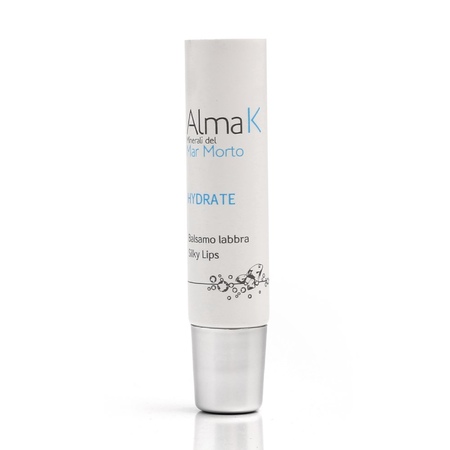 Alma K
Minerali del
Mar Morto
HYDRATE
Balsamo labbra
Silky Lips